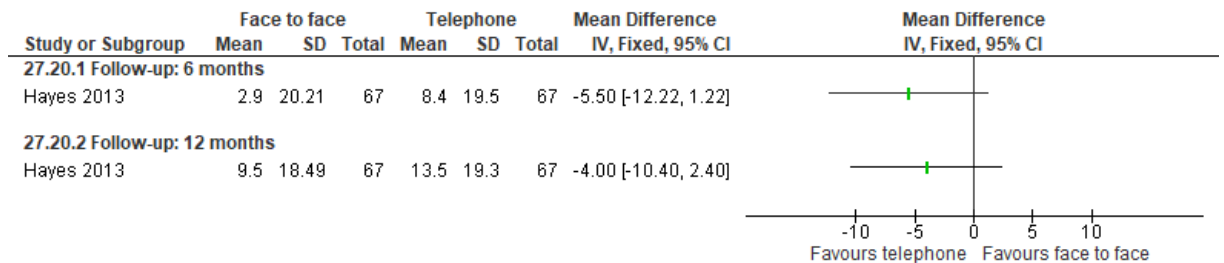 Face to face Telephone Mean Difference Mean Difference
Study or Subgroup Mean SD Total Mean SD Total IV, Fixed, 95% CI IV, Fixed, 95% CI
27.20.1 Follow-up: 6 months
Hayes 2013 2.9 20.21 67 8.4 19.5 67 -5.50 [-12.22, 1.22]
27.20.2 Follow-up: 12 months
Hayes 2013 9.5 18.49 67 13.5 19.3 67 -4.00 [-10.40, 2.40]
-10 -5 0 5 10
Favours telephone Favours face to face